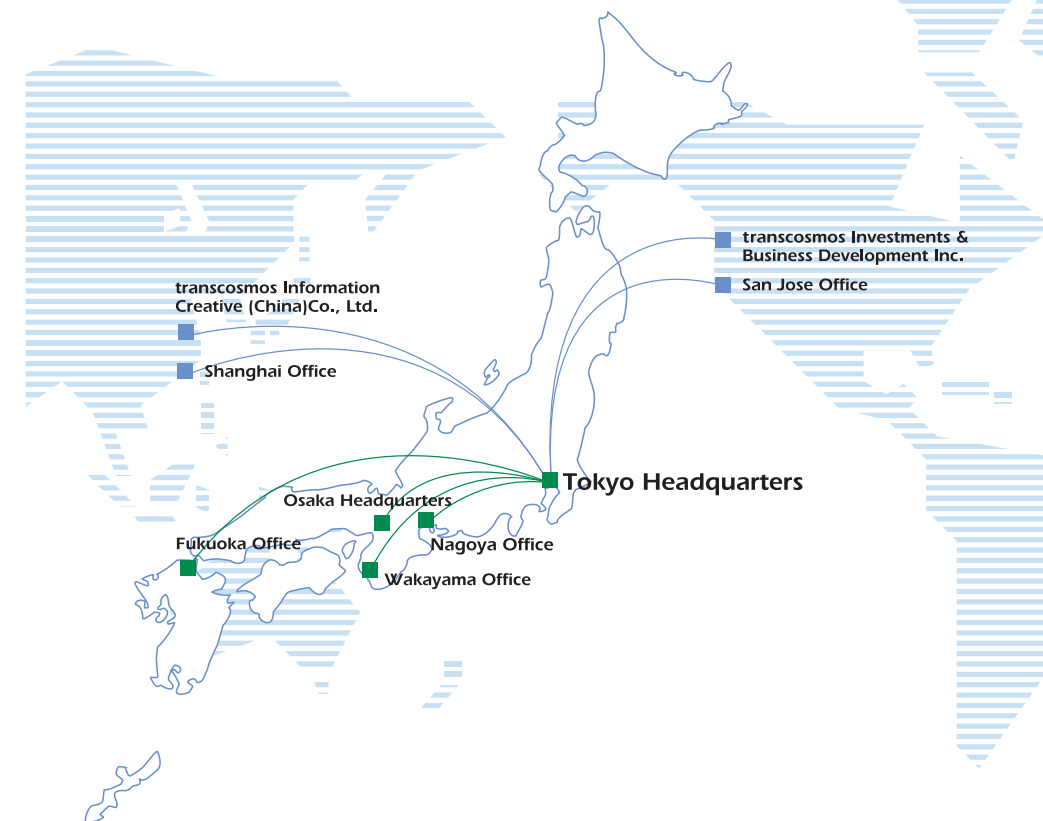 transcosmos Investments &
Business Development Inc.
San Jose Office
transcosmos Information
Creative (China)Co., Ltd.
Shanghai Office
Tokyo Headquarters
Osaka Headquarters
Fukuoka Office
Nagoya Office
Wakayama Office